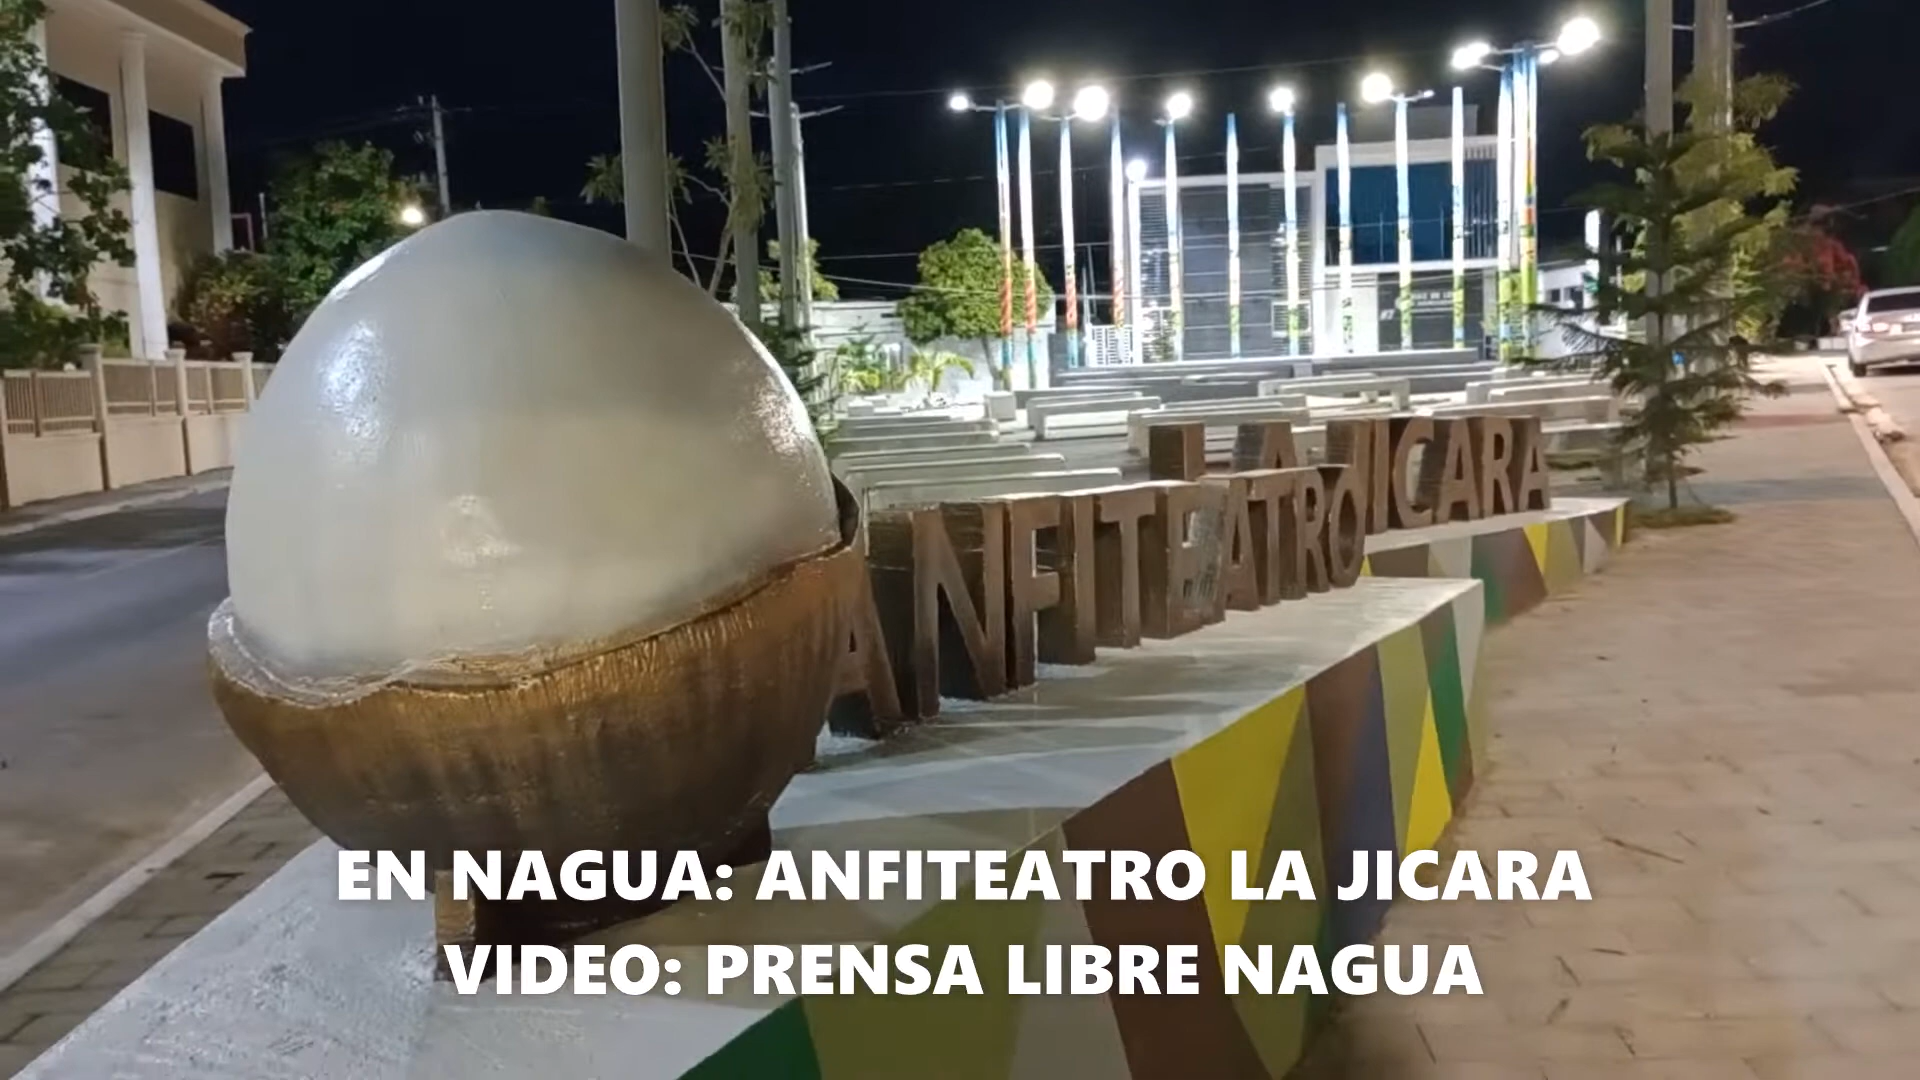 ANFITEATRO LA JICARA
EN NAGUA: ANFITEATRO LA JICARA
VIDEO: PRENSA LIBRE NAGUA